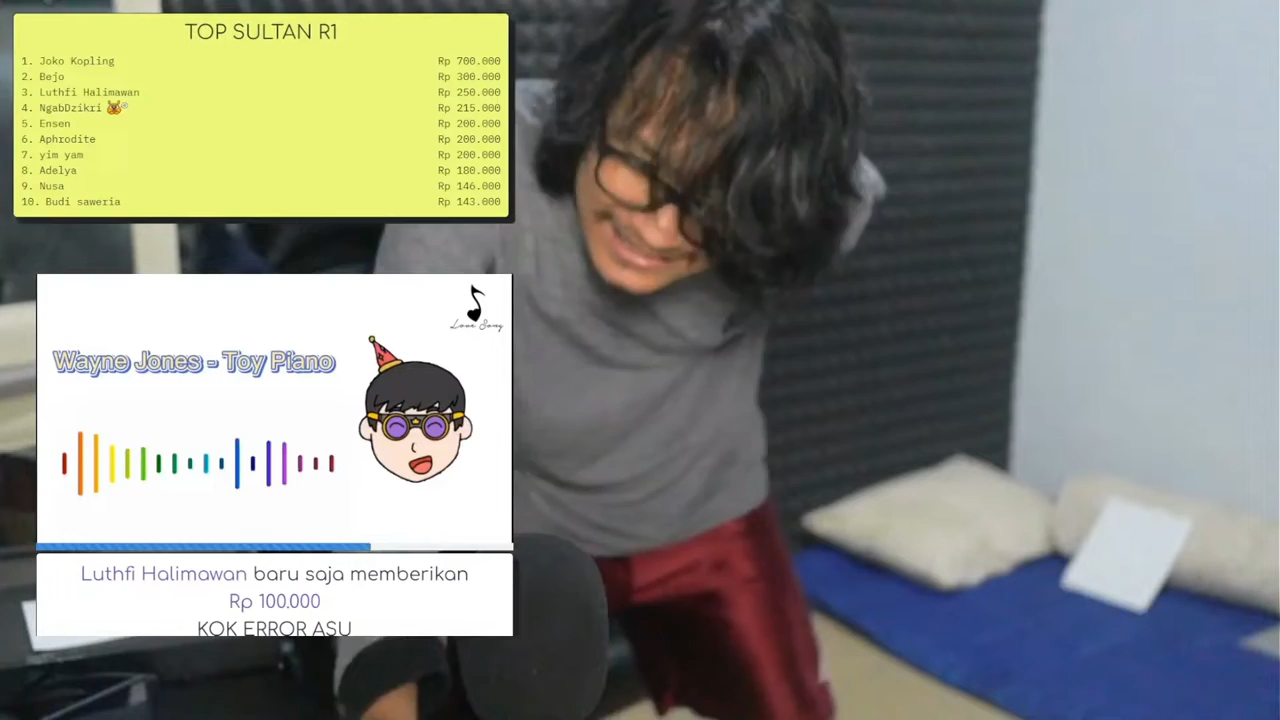 TOP SULTAN R1
1. Joko Kopling Rp 700.000
2. Bejo Rp 300.000
3. Luthfi Halimawan Rp 250.000
4. NgabDzikri Rp 215.000
5. Ensen Rp 200.000
6. Aphrodite Rp 200.000
7. yim yam Rp 200.000
8. Adelya Rp 180.000
9. Nusa Rp 146.000
10. Budi saweria Rp 143.000
Love Song
Wayne Jones - Toy Piano
Luthfi Halimawan baru saja memberikan
Rp 100.000
KOK ERROR ASU